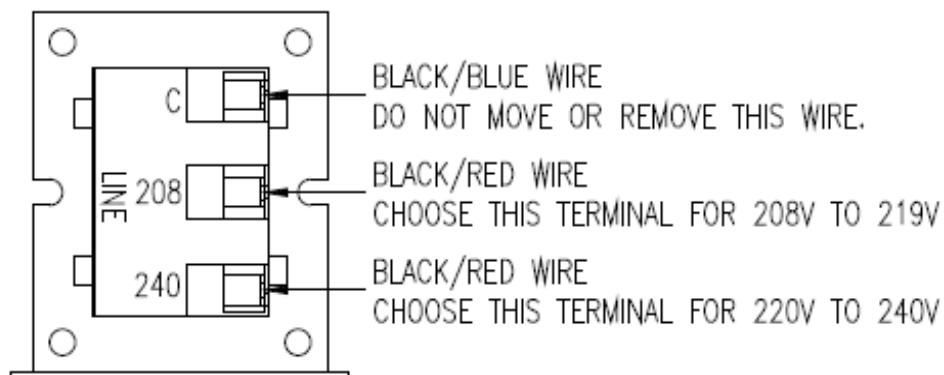 C
BLACK/BLUE WIRE
DO NOT MOVE OR REMOVE THIS WIRE.
LINE
208
BLACK/RED WIRE
CHOOSE THIS TERMINAL FOR 208V TO 219V
240
BLACK/RED WIRE
CHOOSE THIS TERMINAL FOR 220V TO 240V